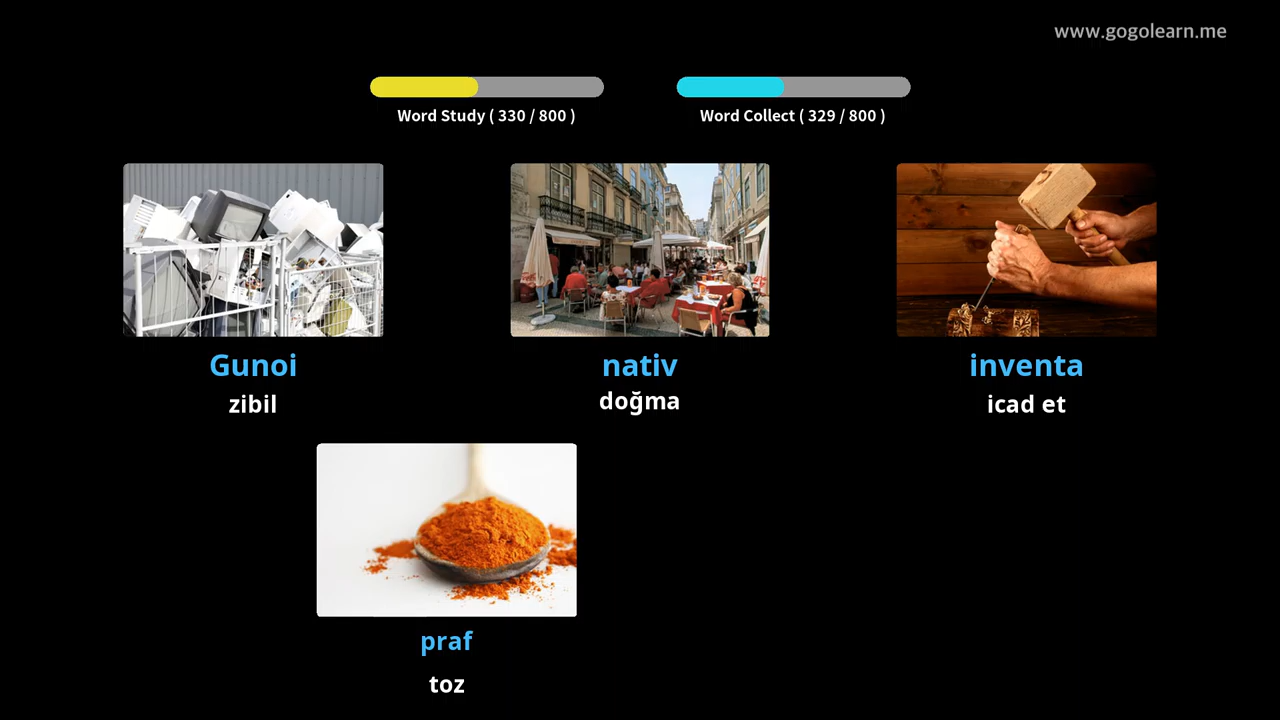 www.gogolearn.me
Word Study ( 330 / 800 )
Word Collect ( 329 / 800 )
Gunoi
zibil
nativ
doğma
inventa
icad et
praf
toz